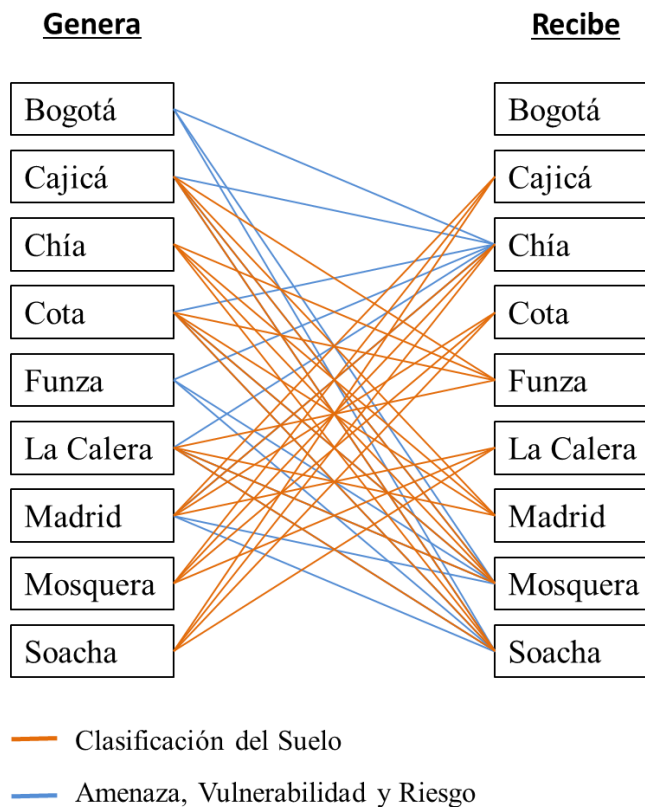 Genera Recibe
Bogotá Bogotá
Cajicá Cajicá
Chía Chía
Cota Cota
Funza Funza
La Calera La Calera
Madrid Madrid
Mosquera Mosquera
Soacha Soacha
Clasificación del Suelo
Amenaza, Vulnerabilidad y Riesgo